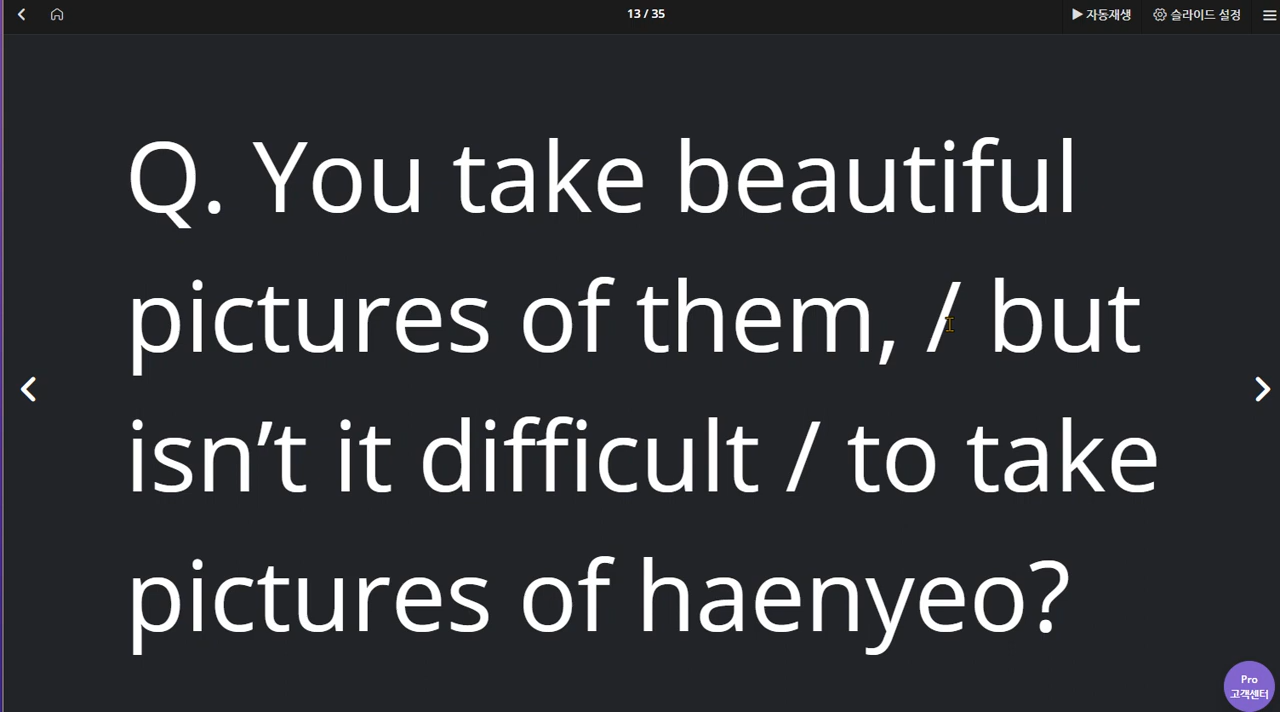 13 / 35
▶ 자동재생
슬라이드 설정
Q. You take beautiful
pictures of them, / but
isn’t it difficult / to take
pictures of haenyeo?
Pro
고객센터